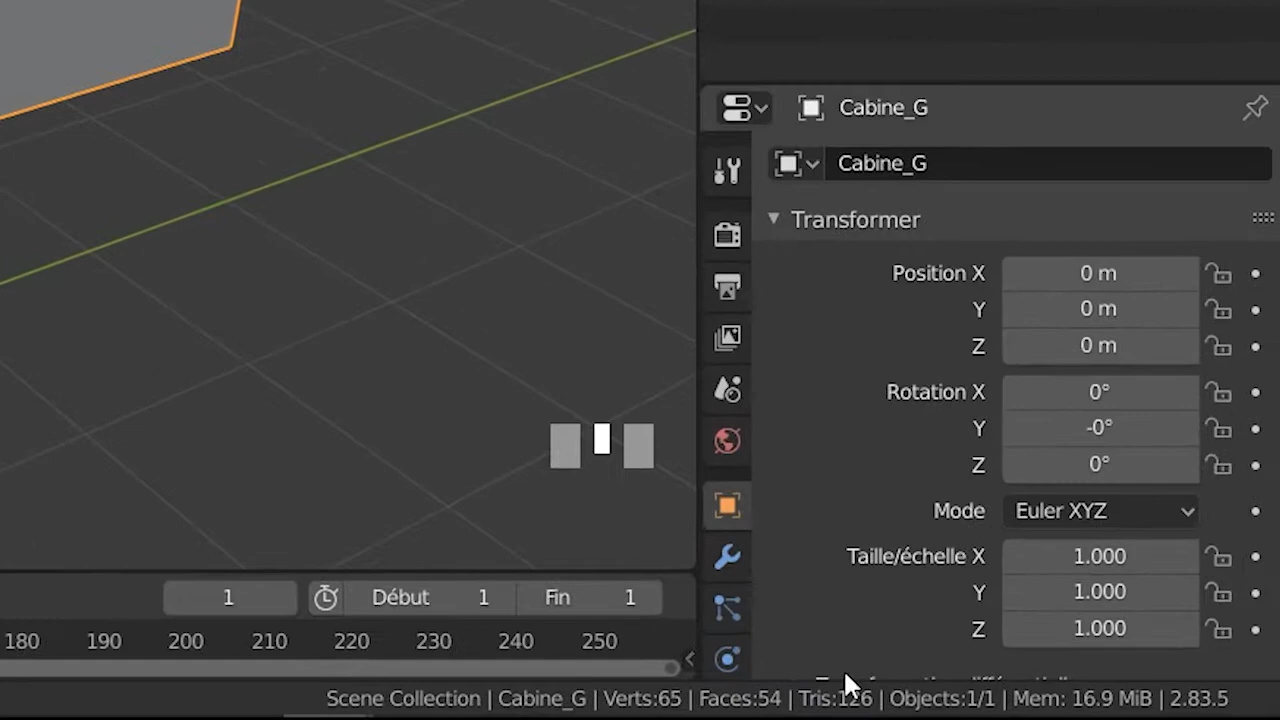 Cabine_G
Cabine_G
Transformer
Position X 0 m
Y 0 m
Z 0 m
Rotation X 0°
Y -0°
Z 0°
Mode Euler XYZ
Taille/échelle X 1.000
Y 1.000
Z 1.000
1 Début 1 Fin 1
180 190 200 210 220 230 240 250
Scene Collection | Cabine_G | Verts:65 | Faces:54 | Tris:126 | Objects:1/1 | Mem: 16.9 MiB | 2.83.5